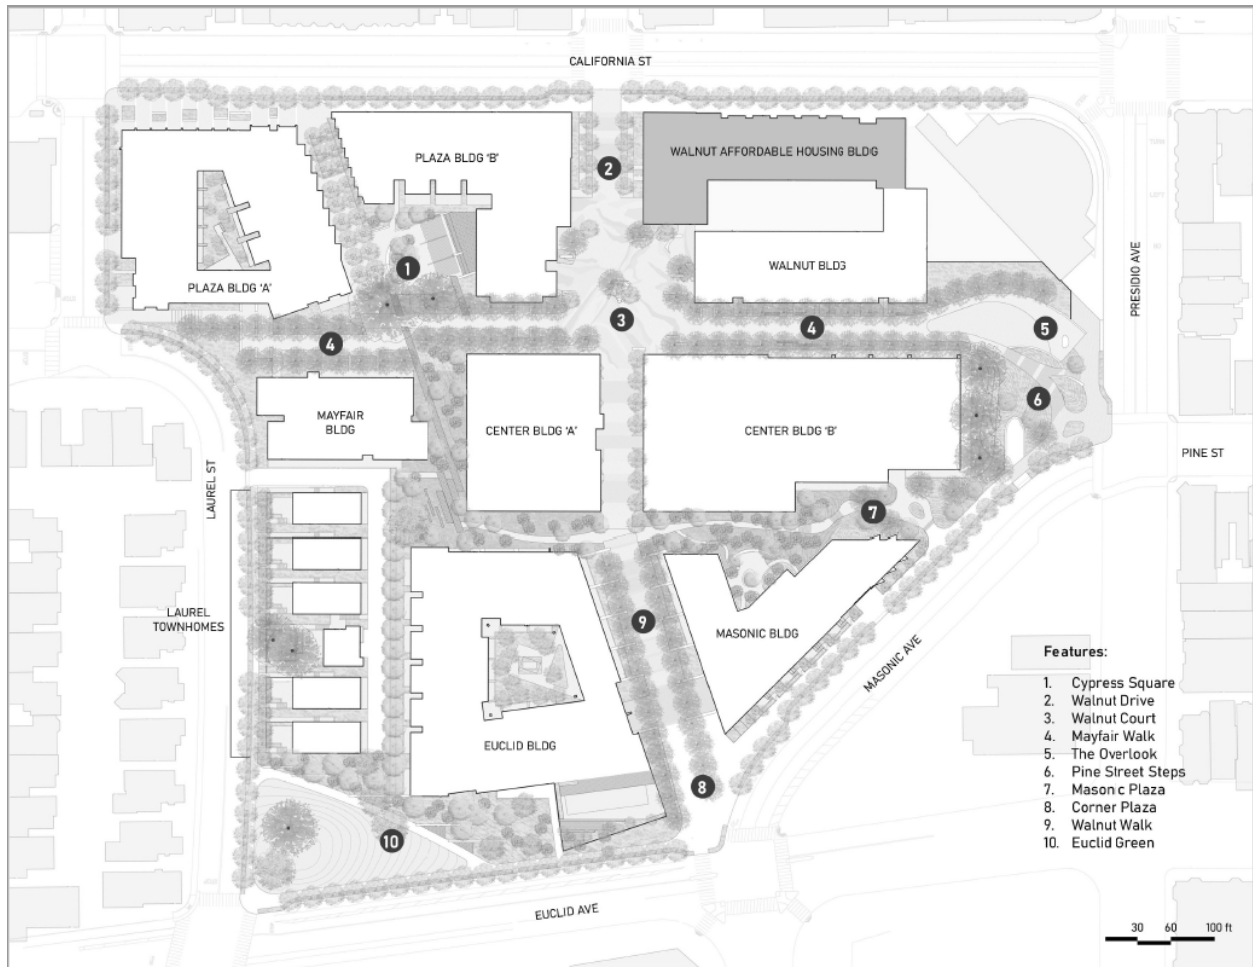 CALIFORNIA ST
PLAZA BLDG 'B'
WALNUT AFFORDABLE HOUSING BLDG
2
PLAZA BLDG 'A'
1
WALNUT BLDG
PRESIDIO AVE
3
4
4
5
MAYFAIR
BLDG
CENTER BLDG 'A'
CENTER BLDG 'B'
6
PINE ST
LAUREL ST
7
LAUREL
TOWNHOMES
9
MASONIC BLDG
MASONIC AVE
EUCLID BLDG
8
10
EUCLID AVE
Features:
1. Cypress Square
2. Walnut Drive
3. Walnut Court
4. Mayfair Walk
5. The Overlook
6. Pine Street Steps
7. Masonic Plaza
8. Corner Plaza
9. Walnut Walk
10. Euclid Green
30 60 100 ft